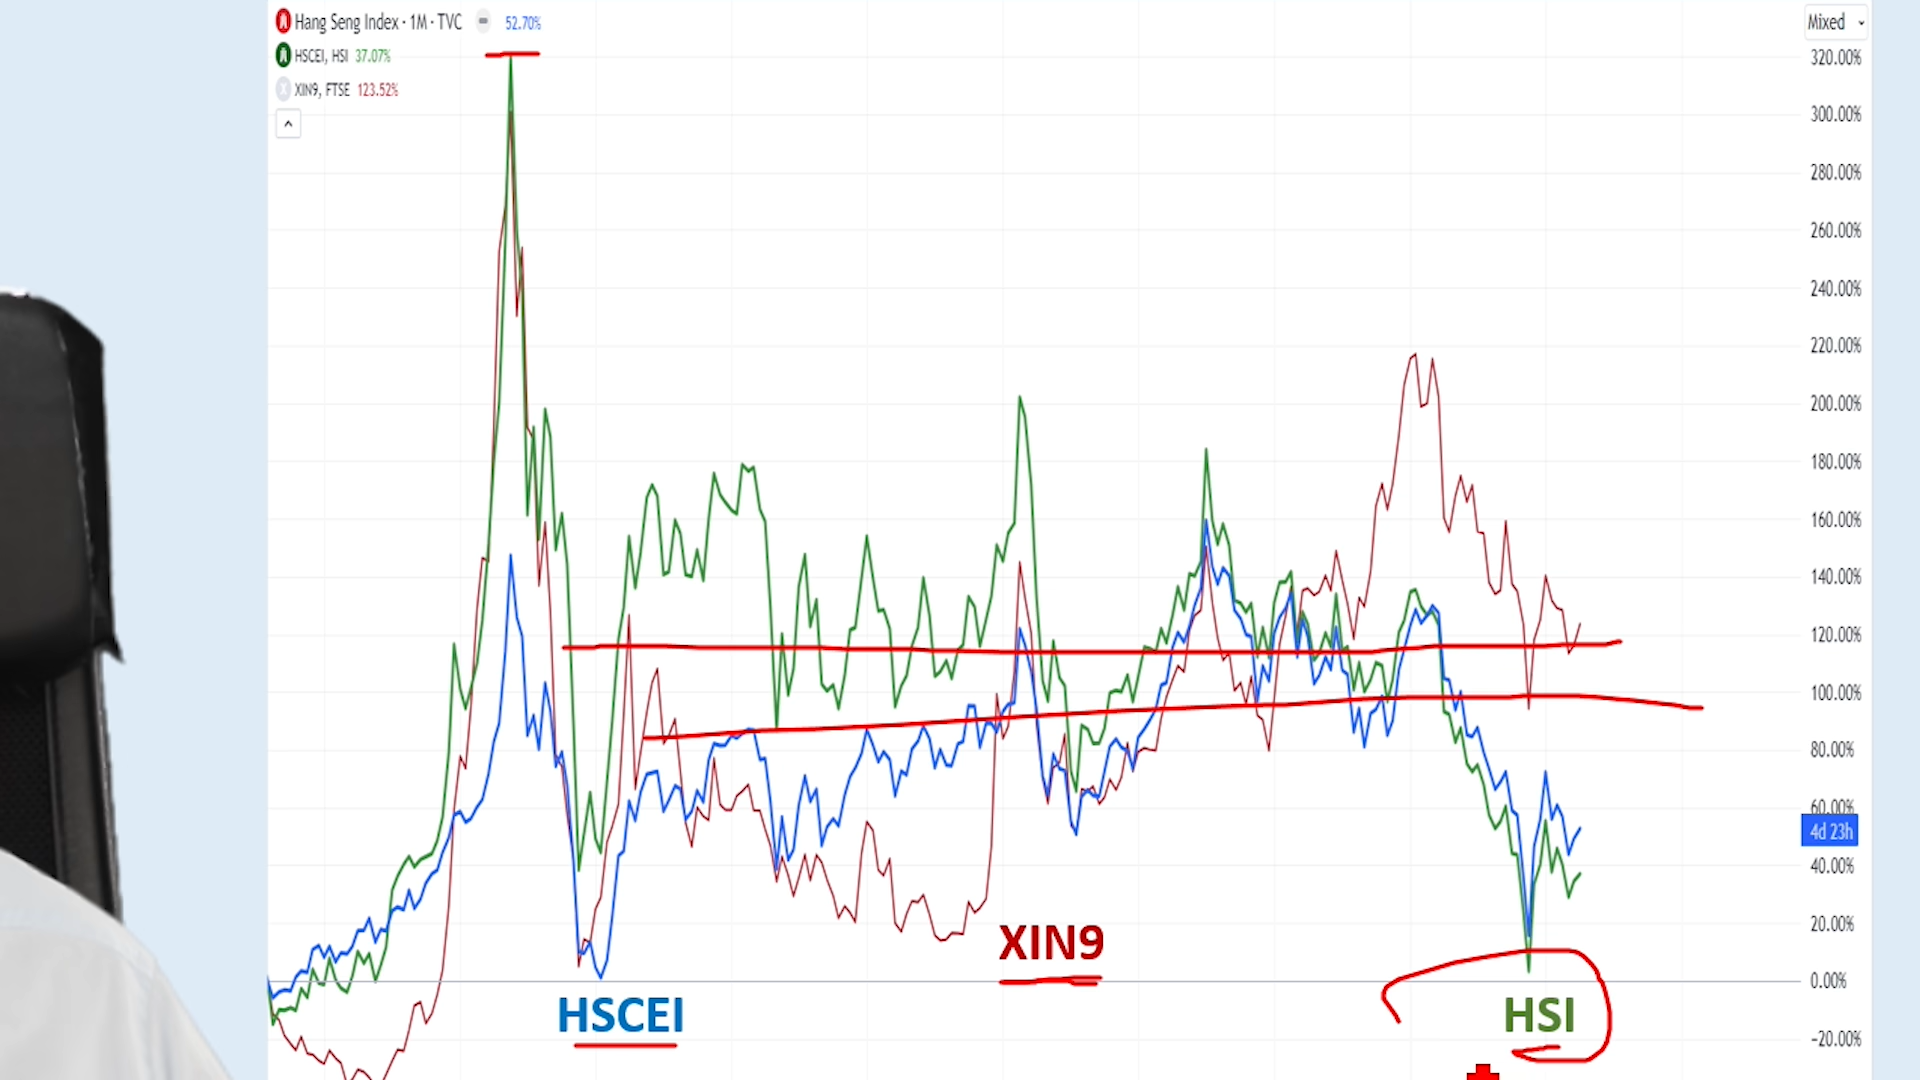 Hang Seng Index · 1M · TVC 52.70%
HSCEI, HSI 37.07%
XIN9, FTSE 123.52%
Mixed
320.00%
300.00%
280.00%
260.00%
240.00%
220.00%
200.00%
180.00%
160.00%
140.00%
120.00%
100.00%
80.00%
60.00%
4d 23h
40.00%
20.00%
0.00%
−20.00%
XIN9
HSCEI
HSI